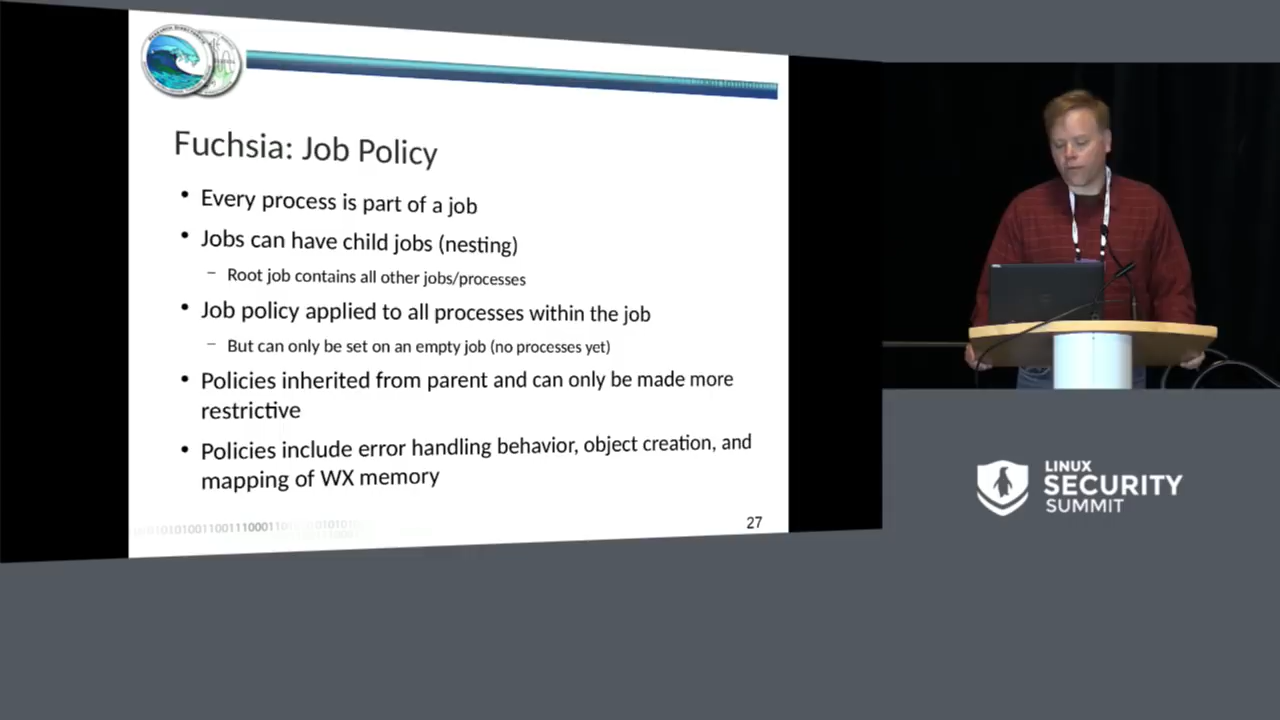 Fuchsia: Job Policy
• Every process is part of a job
• Jobs can have child jobs (nesting)
– Root job contains all other jobs/processes
• Job policy applied to all processes within the job
– But can only be set on an empty job (no processes yet)
• Policies inherited from parent and can only be made more
restrictive
• Policies include error handling behavior, object creation, and
mapping of WX memory
27
LINUX
SECURITY
SUMMIT